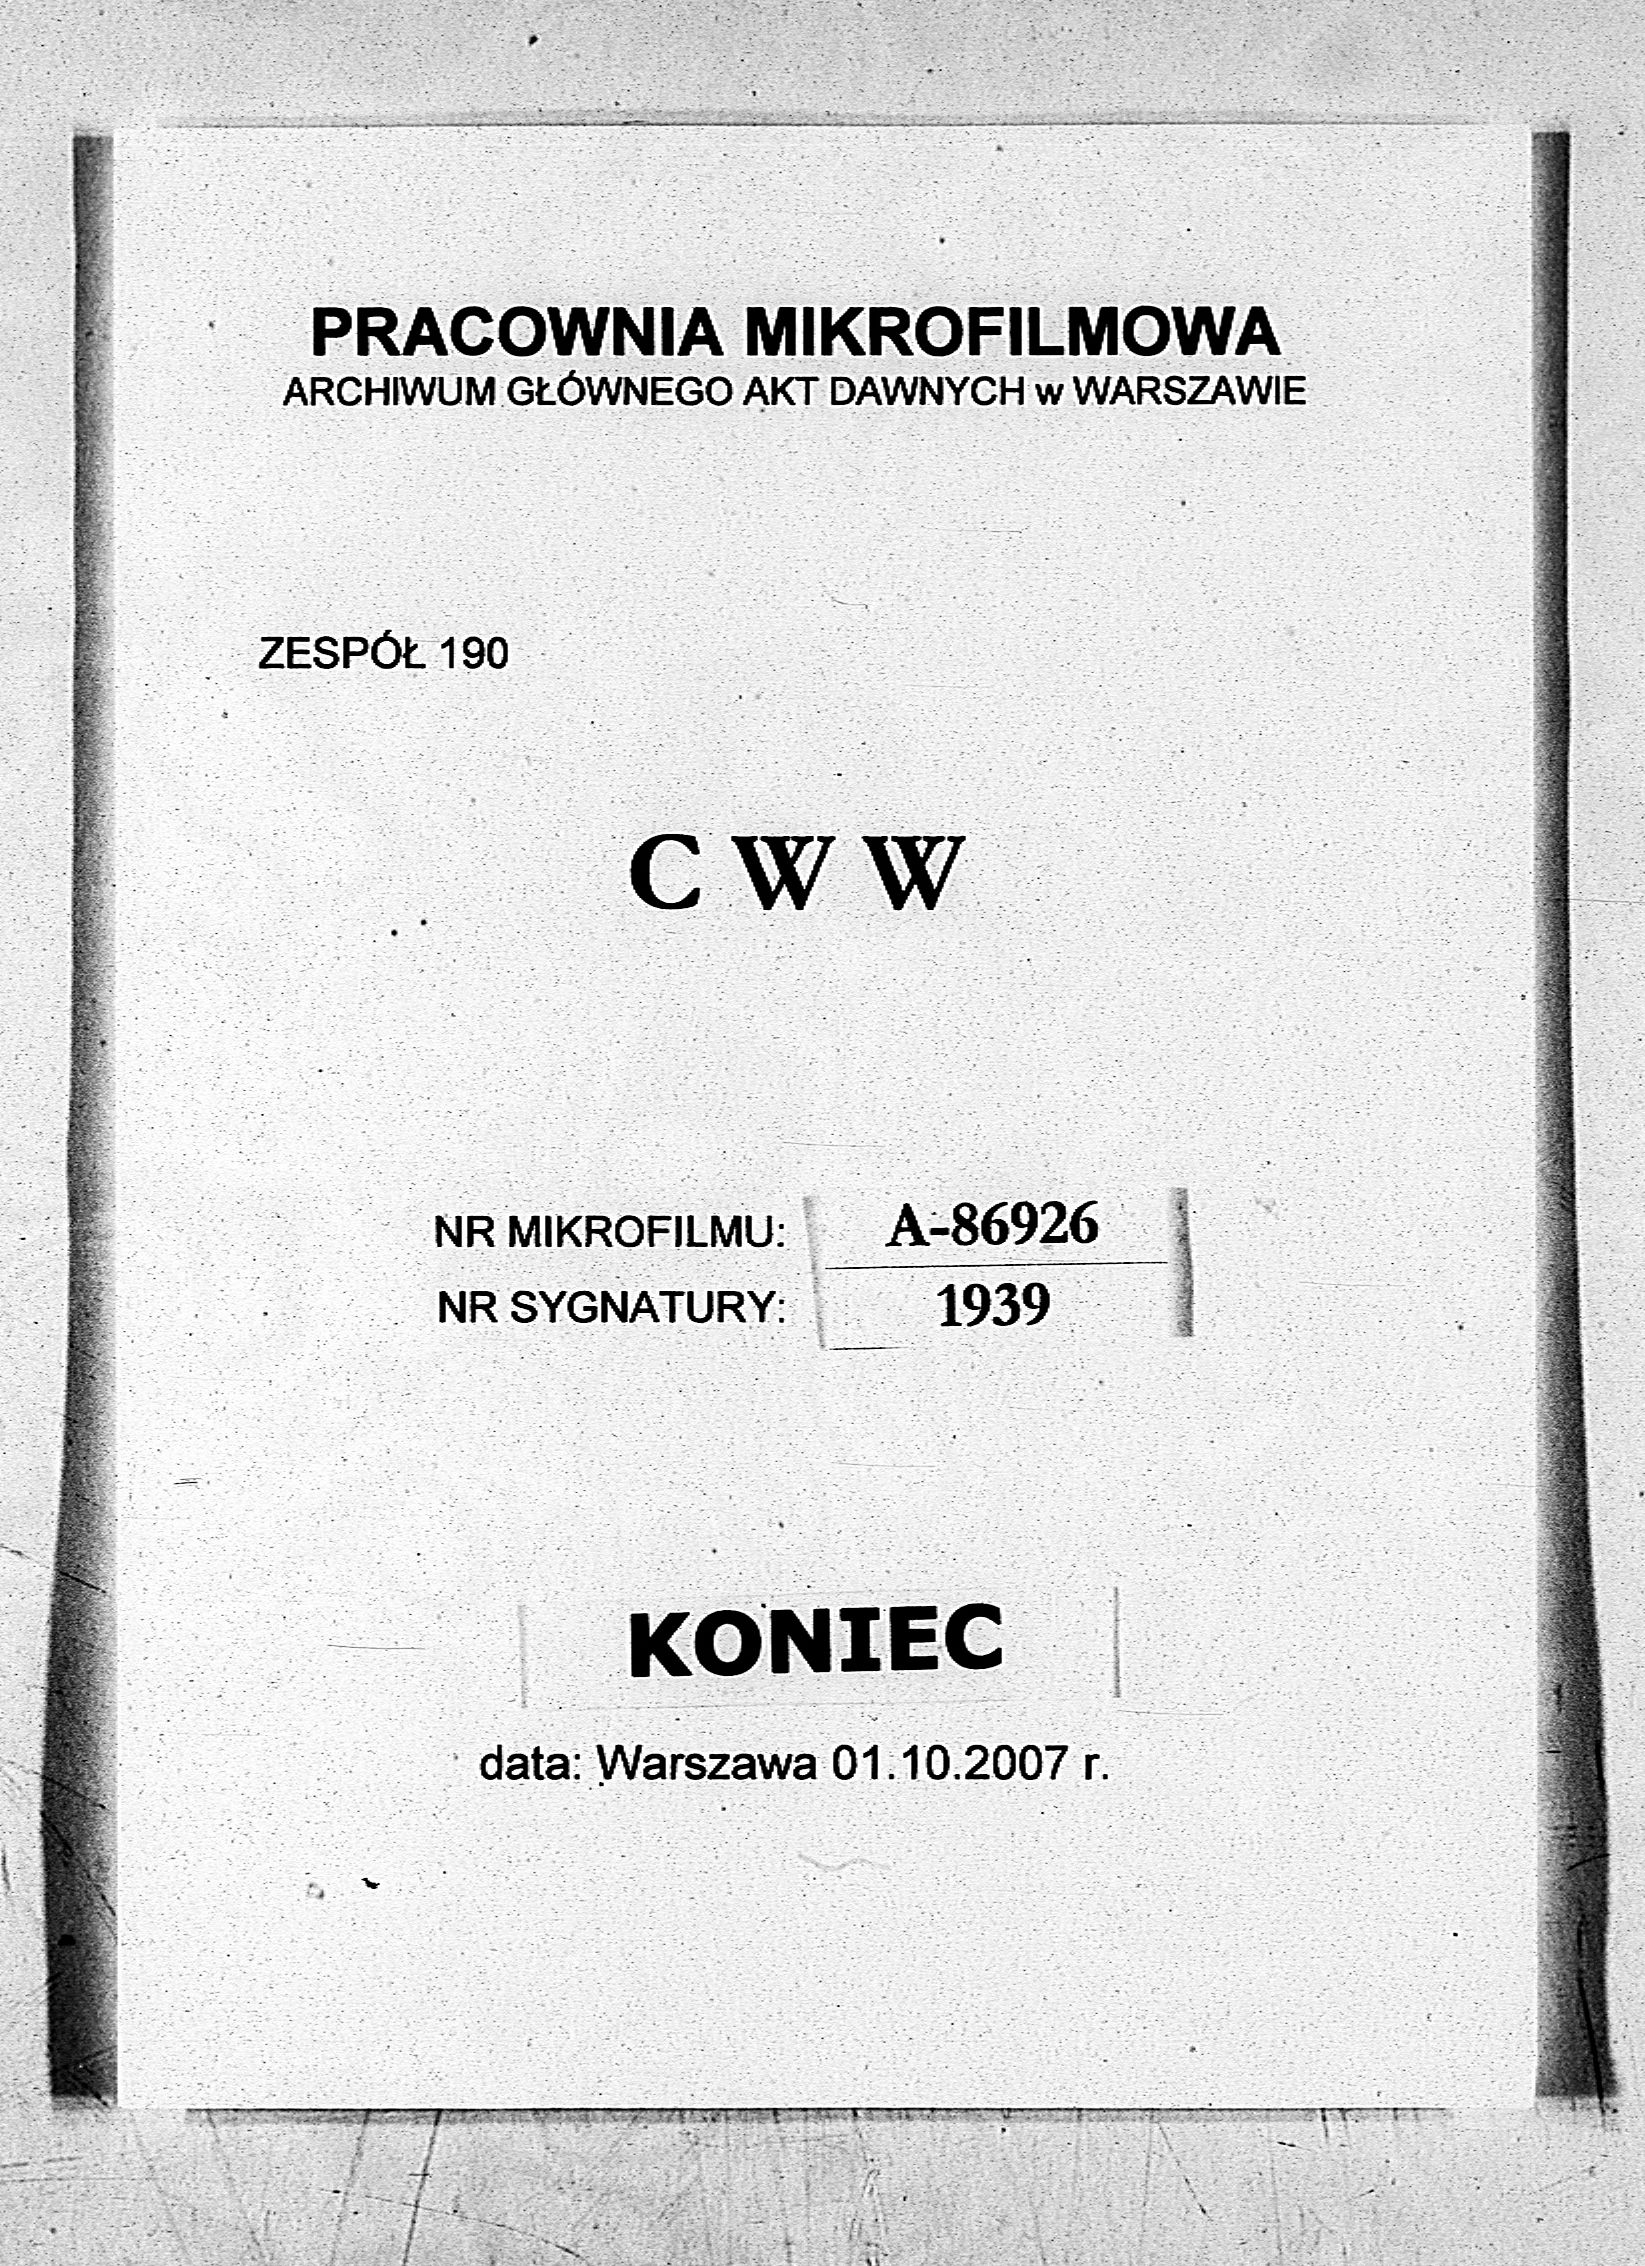 PRACOWNIA MIKROFILMOWA
ARCHIWUM GŁÓWNEGO AKT DAWNYCH w WARSZAWIE
ZESPÓŁ 190
C W W
NR MIKROFILMU: A-86926
NR SYGNATURY: 1939
KONIEC
data: Warszawa 01.10.2007 r.